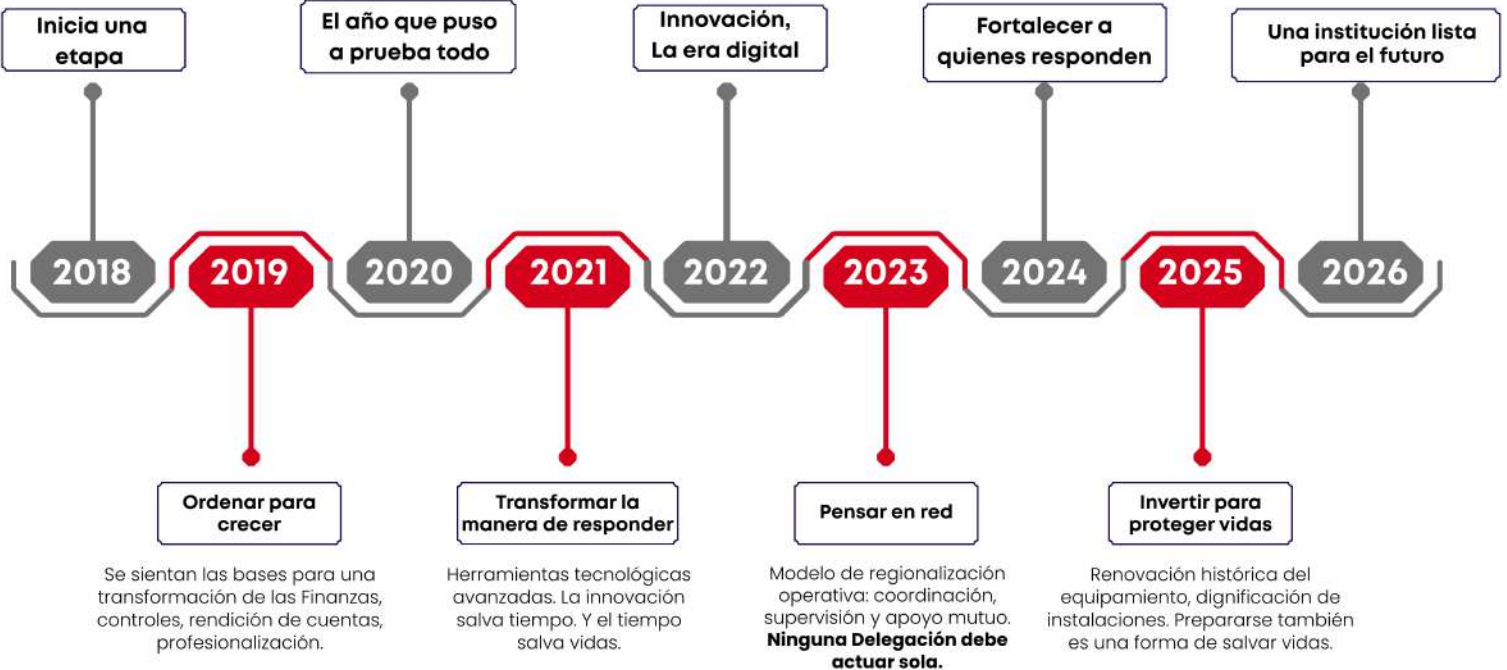 Inicia una
etapa
El año que puso
a prueba todo
Innovación,
La era digital
Fortalecer a
quienes responden
Una institución lista
para el futuro
2018
2019
2020
2021
2022
2023
2024
2025
2026
Ordenar para
crecer
Se sientan las bases para una
transformación de las Finanzas,
controles, rendición de cuentas,
profesionalización.
Transformar la
manera de responder
Herramientas tecnológicas
avanzadas. La innovación
salva tiempo. Y el tiempo
salva vidas.
Pensar en red
Modelo de regionalización
operativa: coordinación,
supervisión y apoyo mutuo.
Ninguna Delegación debe
actuar sola.
Invertir para
proteger vidas
Renovación histórica del
equipamiento, dignificación de
instalaciones. Prepararse también
es una forma de salvar vidas.